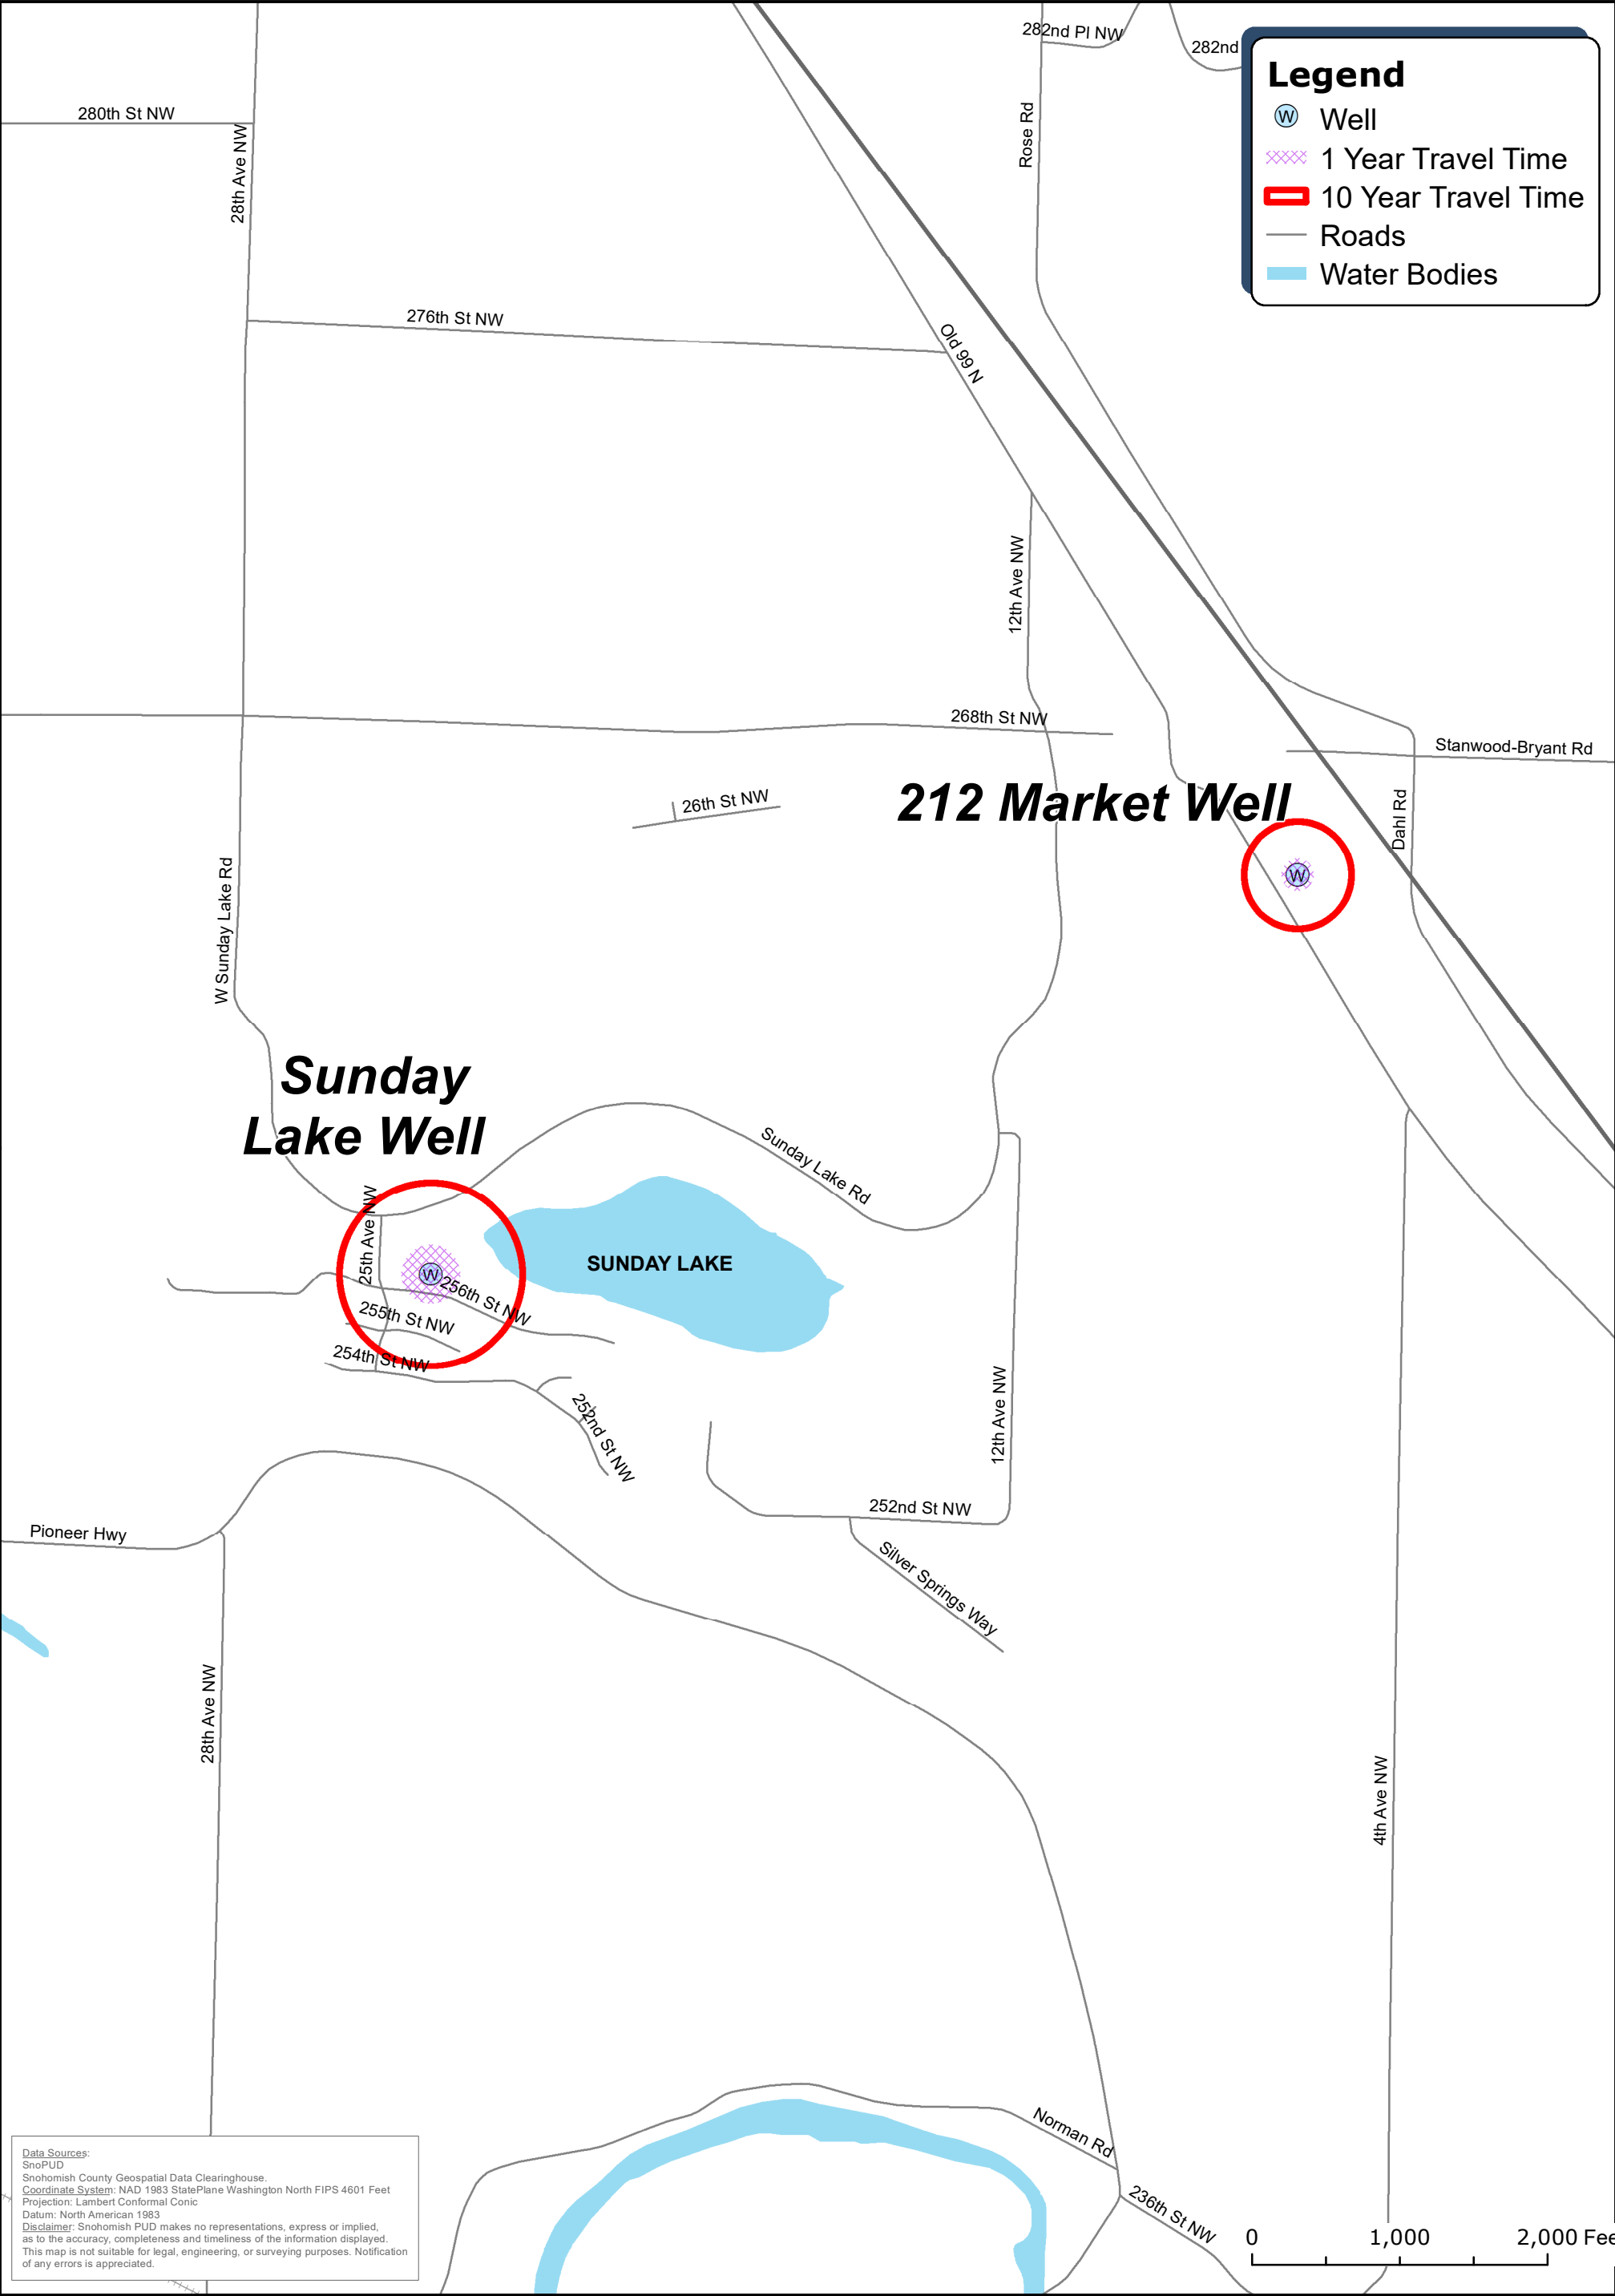 282nd Pl NW
282nd
Legend
W Well
1 Year Travel Time
10 Year Travel Time
Roads
Water Bodies
280th St NW
28th Ave NW
Rose Rd
276th St NW
Old 99 N
12th Ave NW
268th St NW
Stanwood-Bryant Rd
26th St NW
212 Market Well
Dahl Rd
W
W Sunday Lake Rd
Sunday
Lake Well
Sunday Lake Rd
25th Ave NW
SUNDAY LAKE
W
256th St NW
255th St NW
254th St NW
252nd St NW
12th Ave NW
252nd St NW
Pioneer Hwy
Silver Springs Way
28th Ave NW
4th Ave NW
Norman Rd
236th St NW
Data Sources:
SnoPUD
Snohomish County Geospatial Data Clearinghouse.
Coordinate System: NAD 1983 StatePlane Washington North FIPS 4601 Feet
Projection: Lambert Conformal Conic
Datum: North American 1983
Disclaimer: Snohomish PUD makes no representations, express or implied,
as to the accuracy, completeness and timeliness of the information displayed.
This map is not suitable for legal, engineering, or surveying purposes. Notification
of any errors is appreciated.
0 1,000 2,000 Fee